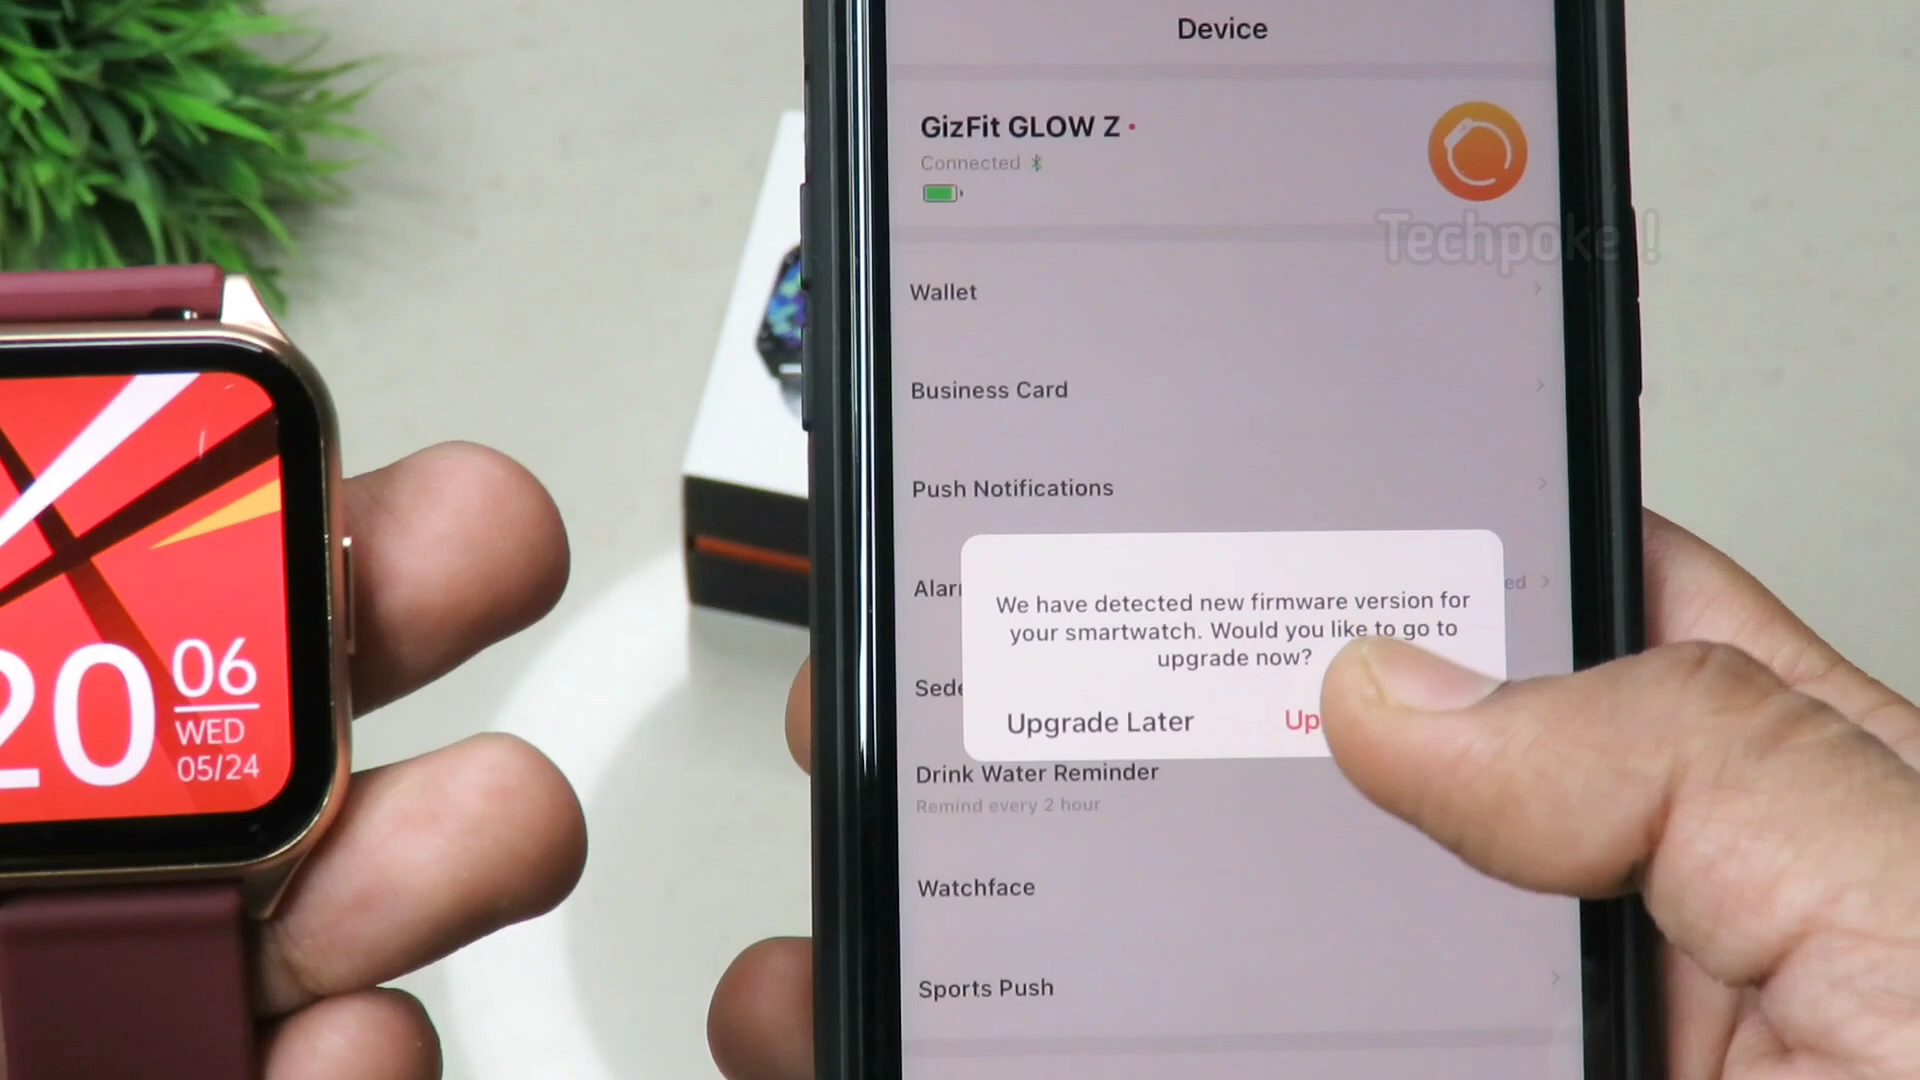 Device
GizFit GLOW Z
Connected
Techpoke !
Wallet
Business Card
Push Notifications
We have detected new firmware version for
your smartwatch. Would you like to go to
upgrade now?
Upgrade Later
Drink Water Reminder
Remind every 2 hour
Watchface
Sports Push
20
06
WED
05/24